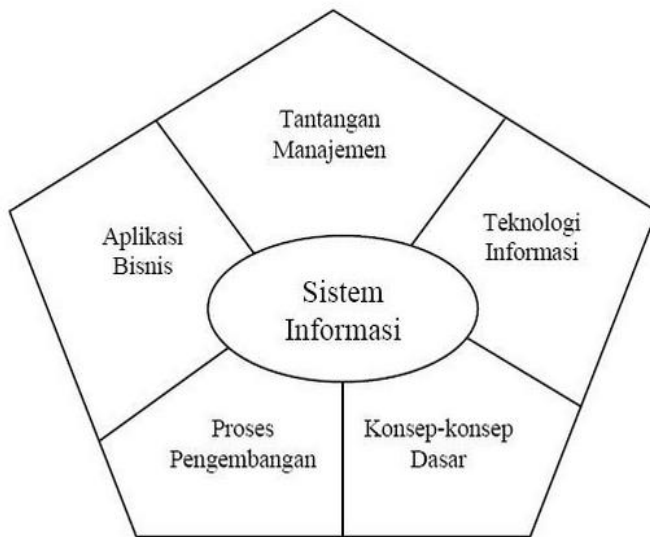 Tantangan
Manajemen
Teknologi
Informasi
Aplikasi
Bisnis
Sistem
Informasi
Proses
Pengembangan
Konsep-konsep
Dasar